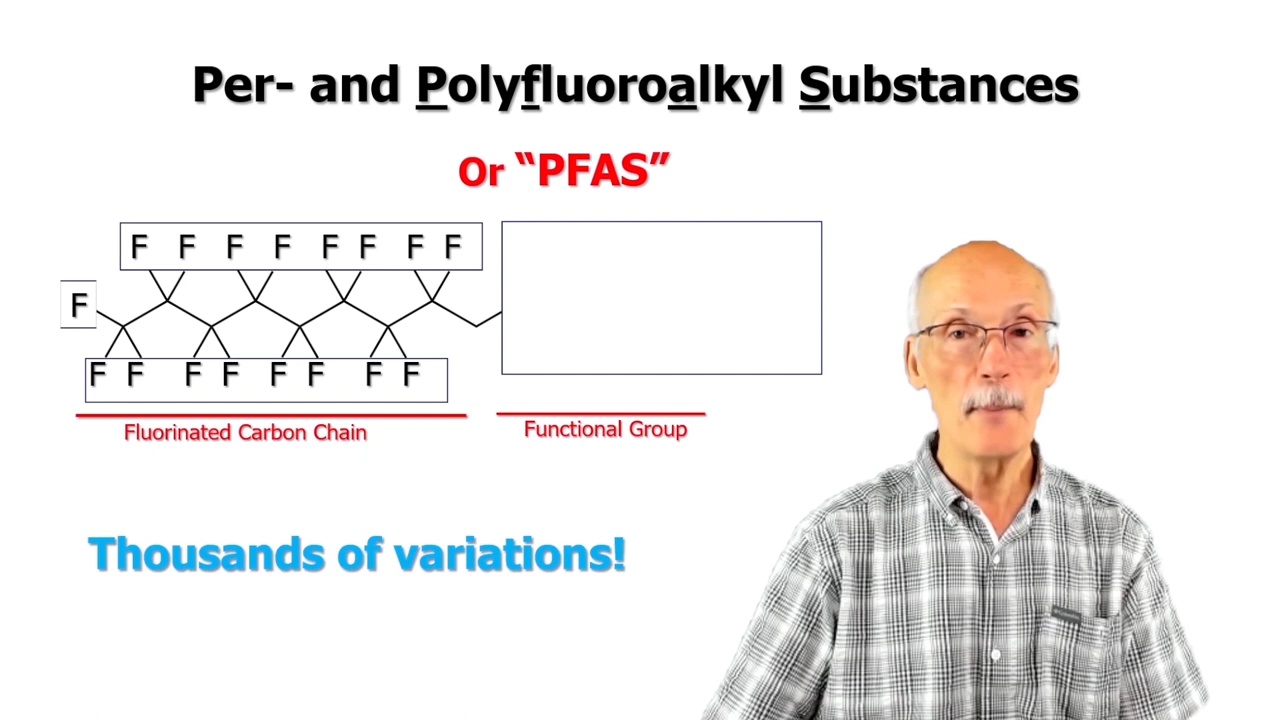 Per- and Polyfluoroalkyl Substances
Or “PFAS”
F F F F F F F F
F
F F F F F F F F
Fluorinated Carbon Chain
Functional Group
Thousands of variations!